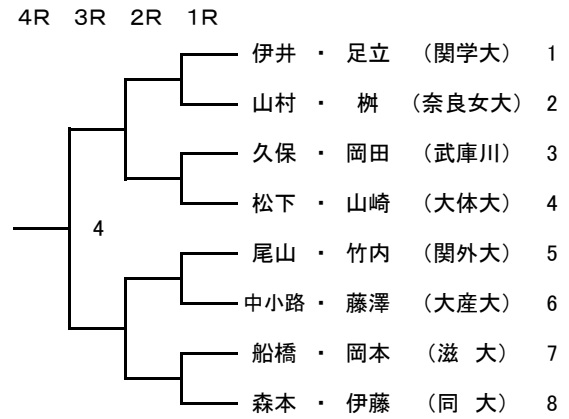 4R 3R 2R 1R
伊井 ・ 足立 （関学大） 1
山村 ・ 桝 （奈良女大） 2
久保 ・ 岡田 （武庫川） 3
松下 ・ 山崎 （大体大） 4
4
尾山 ・ 竹内 （関外大） 5
中小路 ・ 藤澤 （大産大） 6
船橋 ・ 岡本 （滋 大） 7
森本 ・ 伊藤 （同 大） 8